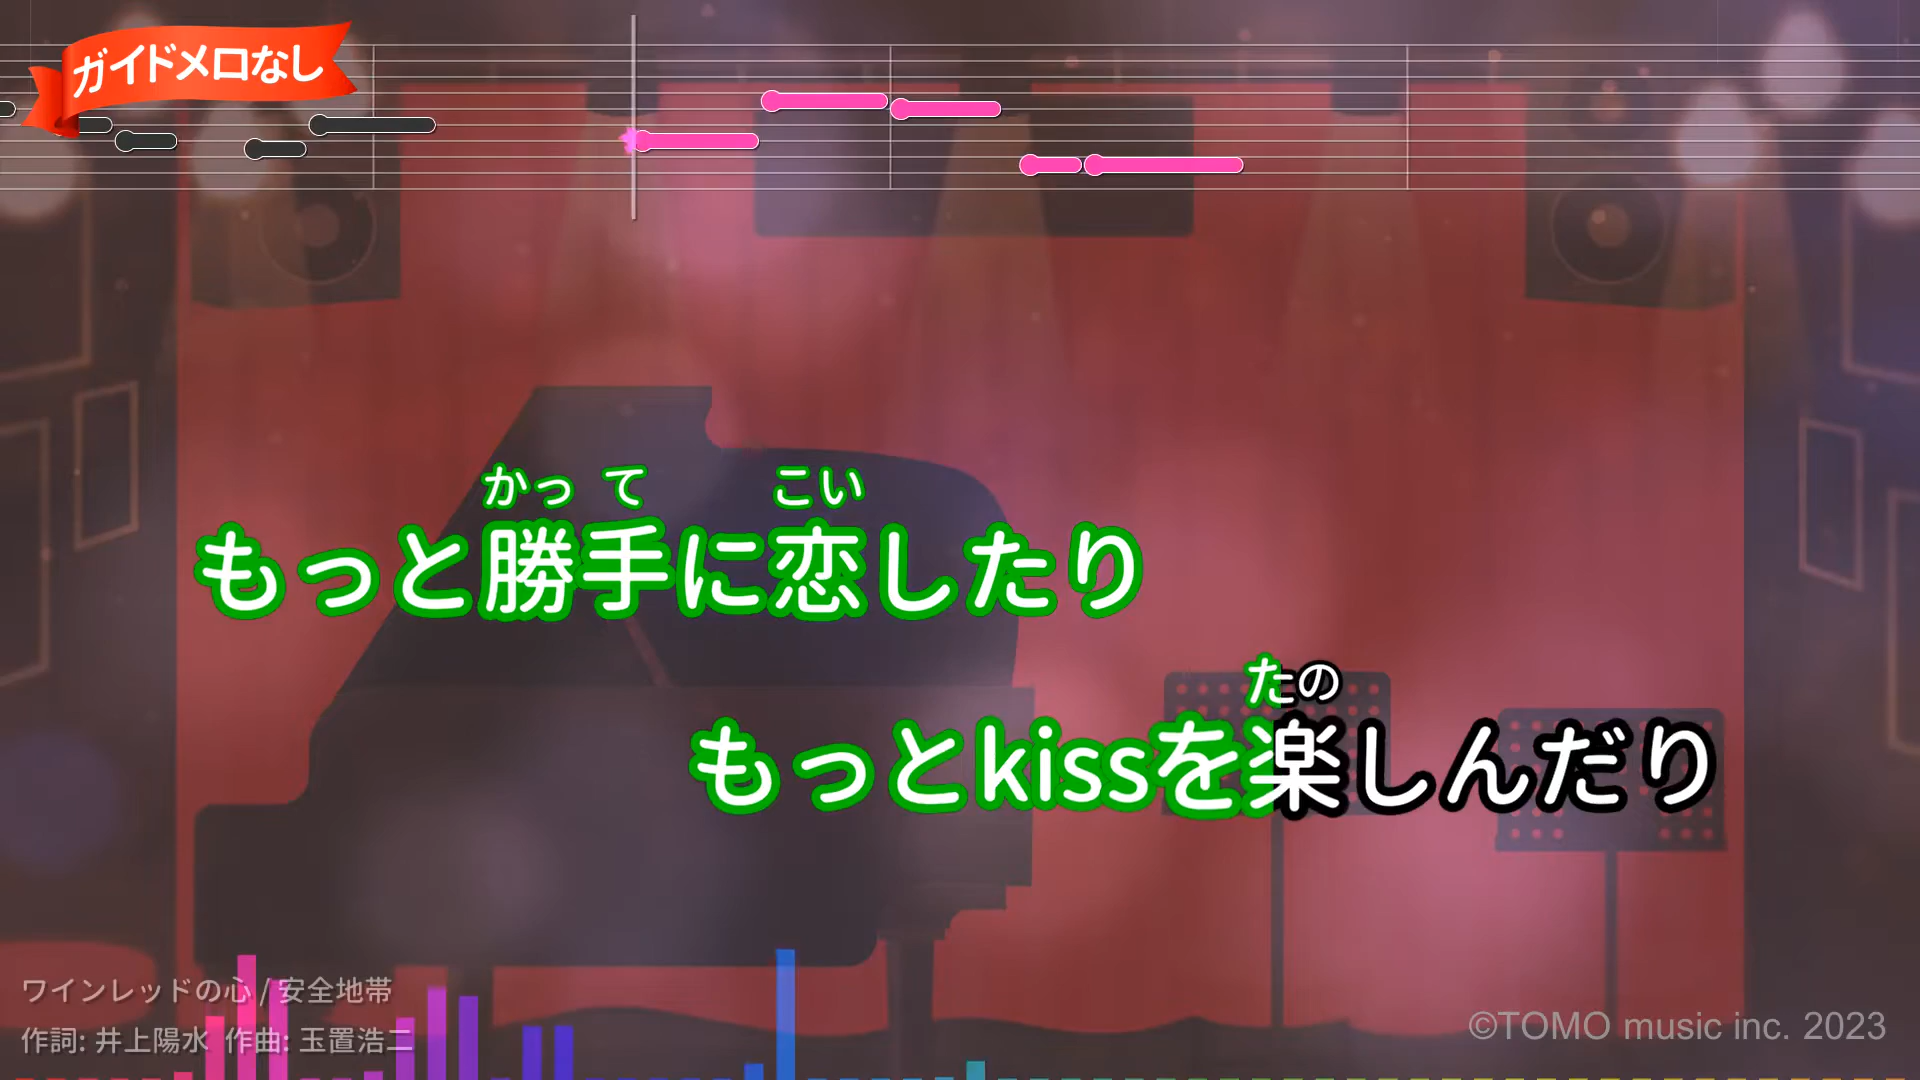 ガイドメロなし
かって こい
もっと勝手に恋したり
たの
もっとkissを楽しんだり
ワインレッドの心 / 安全地帯
作詞: 井上陽水 作曲: 玉置浩二
©TOMO music inc. 2023